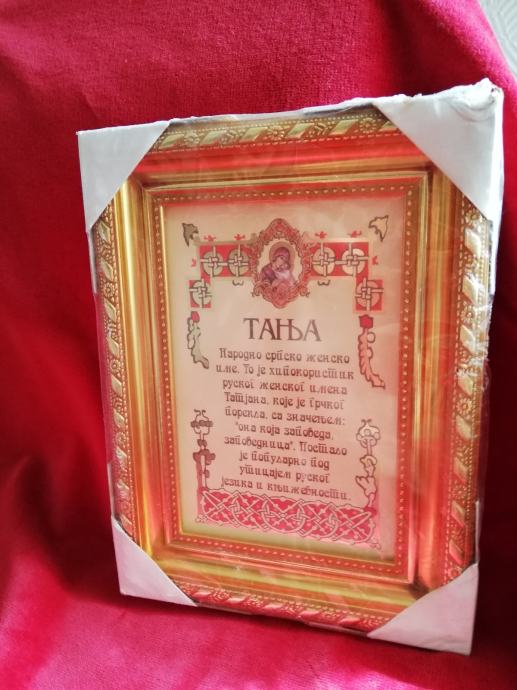 ТАЊА
Народно српско женско
име. То је хипокористик
руског женског имена
Татјана, које је грчког
порекла, са значењем:
"она која заповеда,
заповедница". Постало
је популарно под
утицајем руског
језика и књижевности.